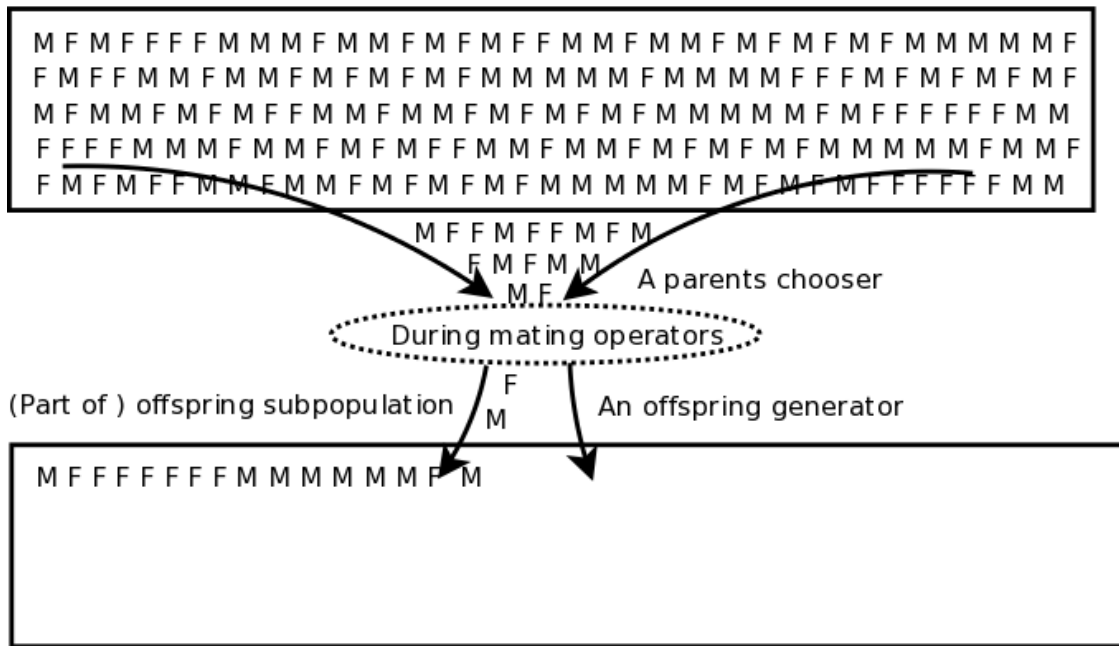 M F M F F F F M M M F M M F M F M F F M M F M M F M F M F M F M M M M M F
F M F F M M F M M F M F M F M F M M M M M F M M M M F F F M F M F M F M F
M F M M F M F M F F M M F M M F M F M F M F M M M M M F M F F F F F F M M
F F F F M M M F M M F M F M F F M M F M M F M F M F M F M M M M M F M M F
F M F M F F M M F M M F M F M F M F M M M M M F M F M F M F F F F F F M M
M F F M F F M F M
F M F M M
M F
A parents chooser
During mating operators
F
(Part of ) offspring subpopulation
M
An offspring generator
M F F F F F F F M M M M M M F M